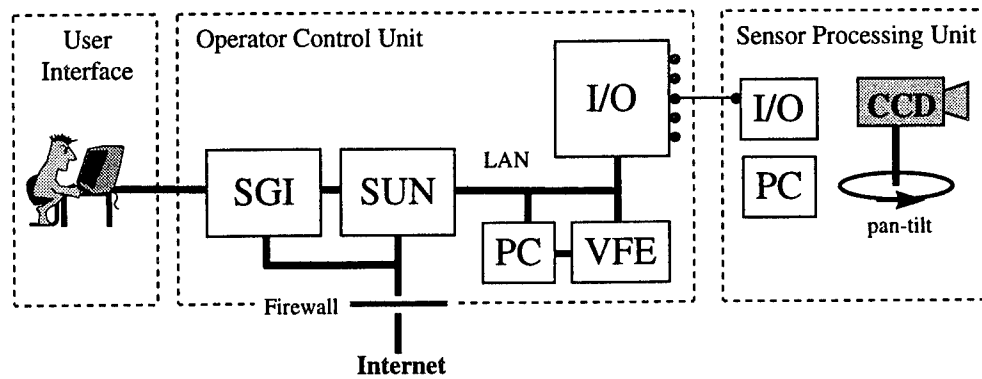 User
Interface
Operator Control Unit
Sensor Processing Unit
I/O
I/O
CCD
LAN
SGI
SUN
PC
VFE
PC
pan-tilt
Firewall
Internet